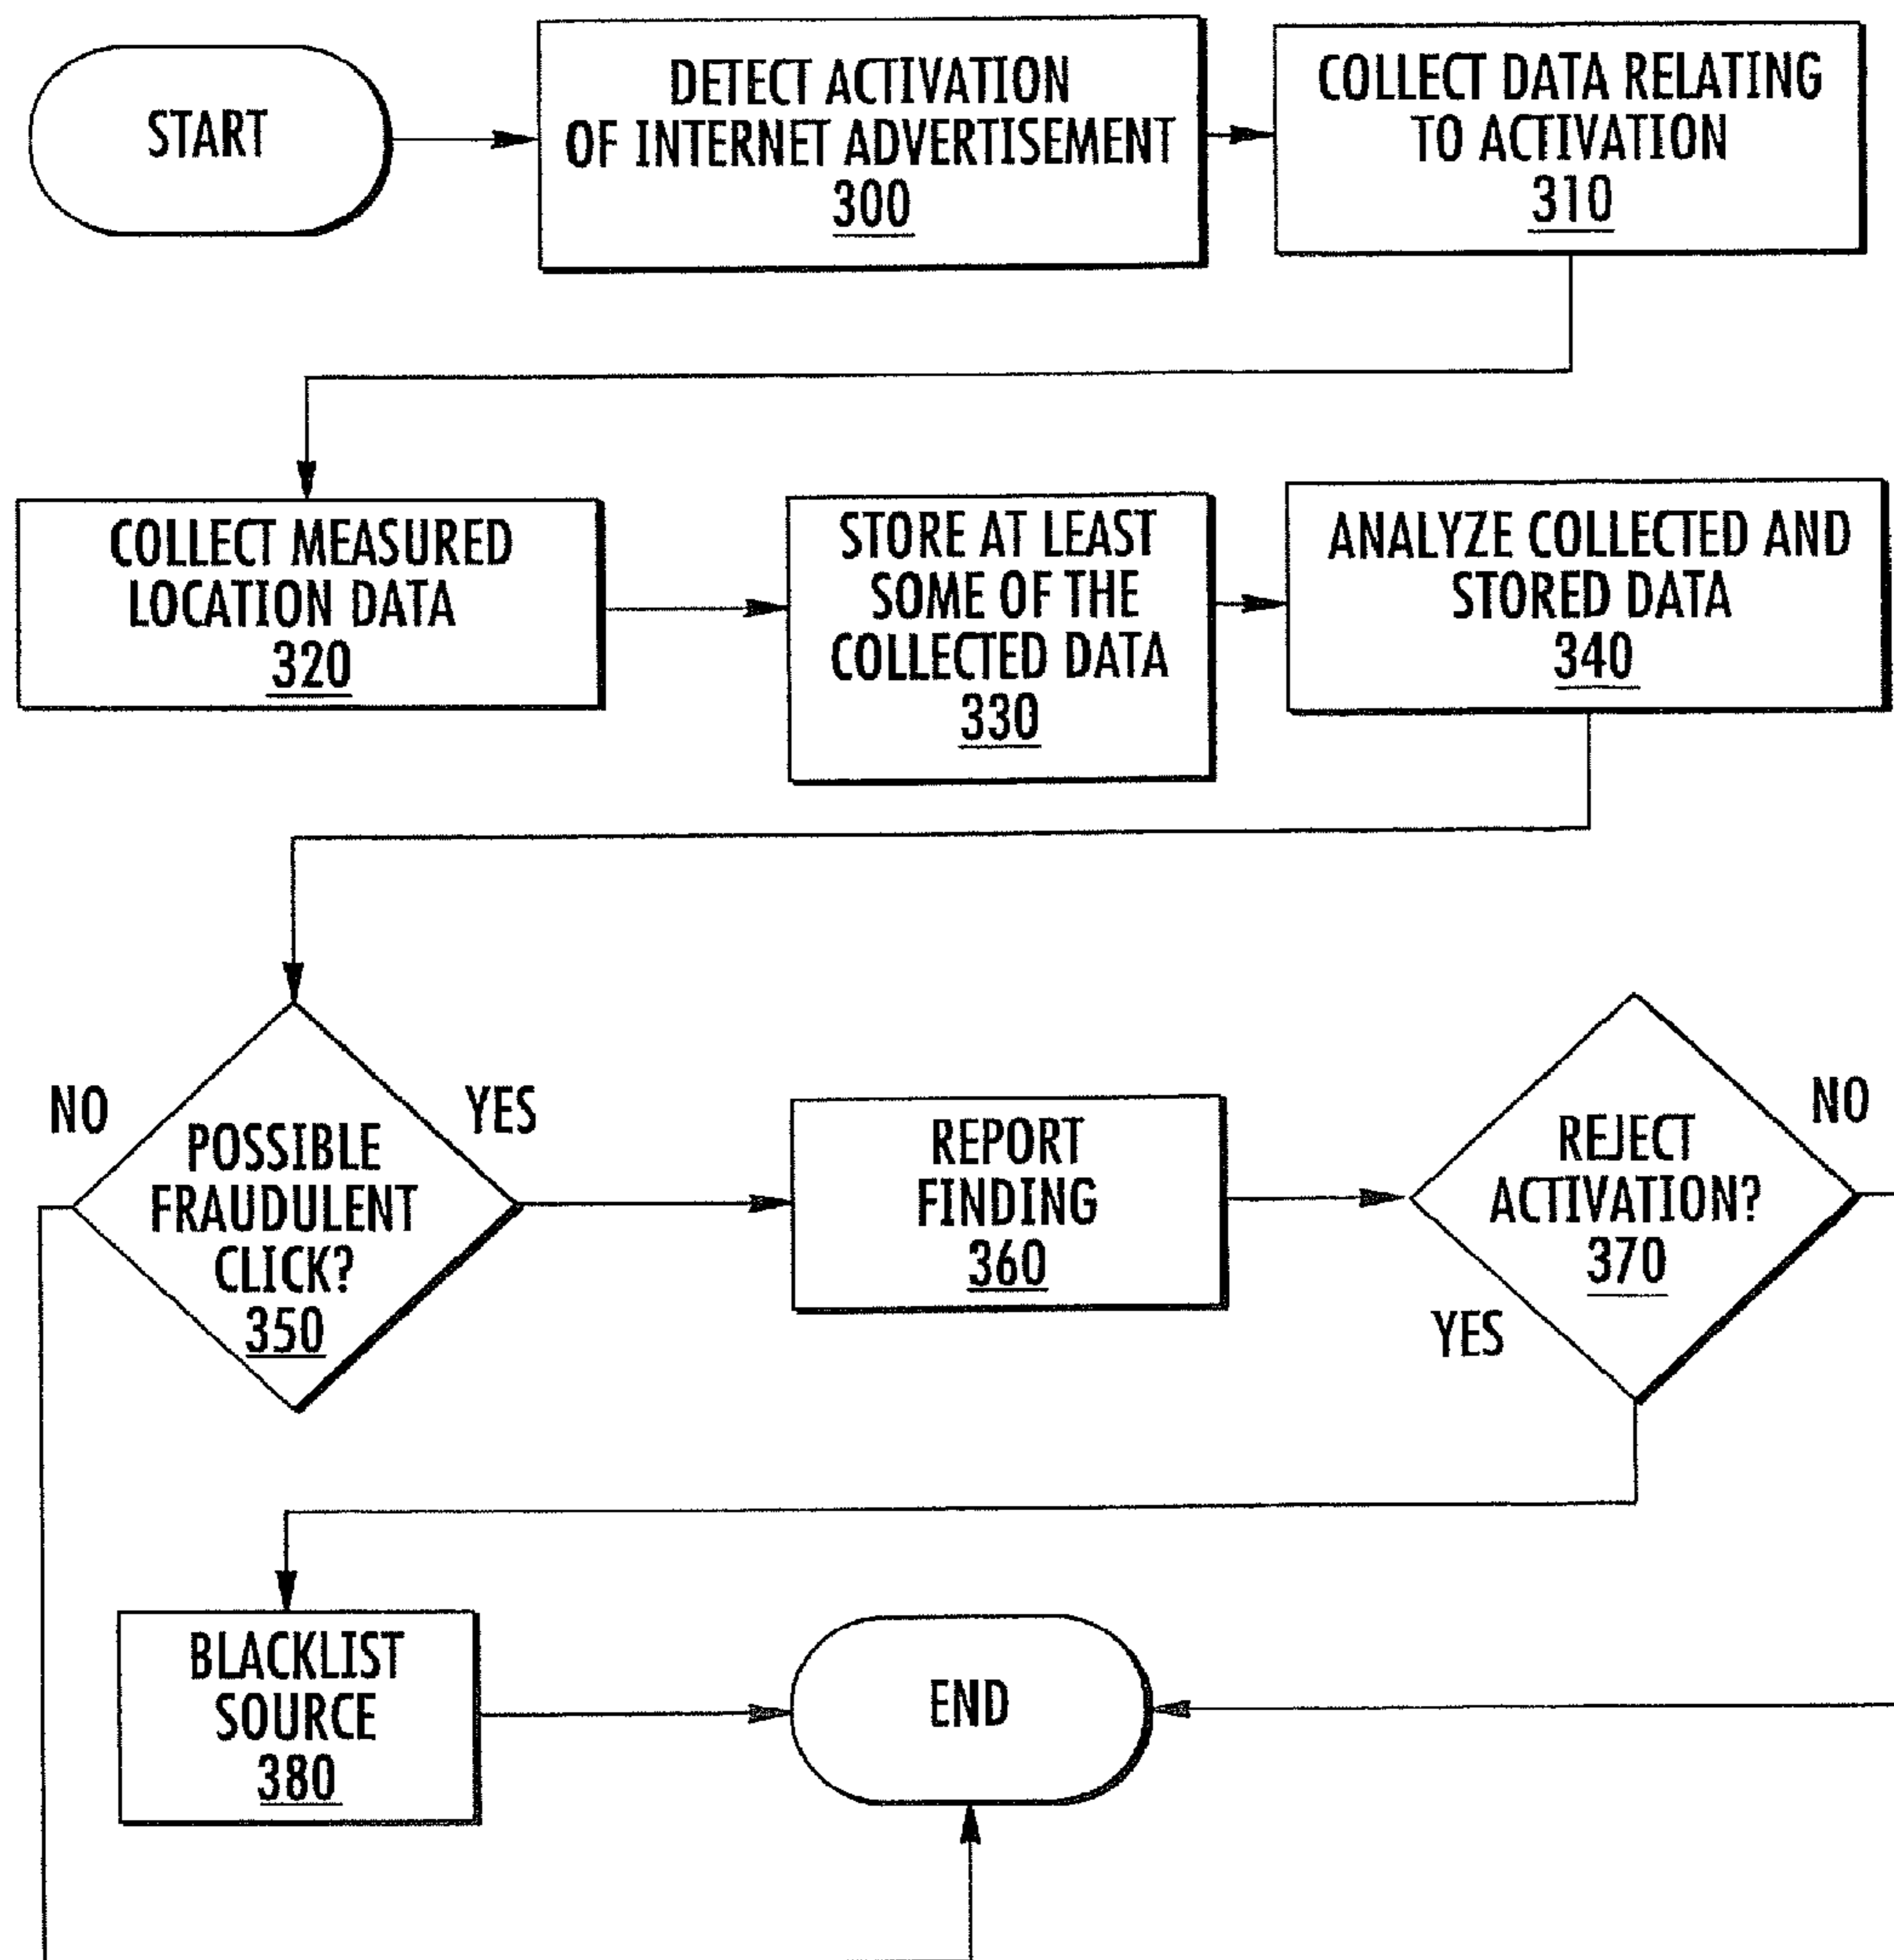 START
DETECT ACTIVATION
OF INTERNET ADVERTISEMENT
300
COLLECT DATA RELATING
TO ACTIVATION
310
COLLECT MEASURED
LOCATION DATA
320
STORE AT LEAST
SOME OF THE
COLLECTED DATA
330
ANALYZE COLLECTED AND
STORED DATA
340
NO
POSSIBLE
FRAUDULENT
CLICK?
350
YES
REPORT
FINDING
360
REJECT
ACTIVATION?
370
NO
YES
BLACKLIST
SOURCE
380
END